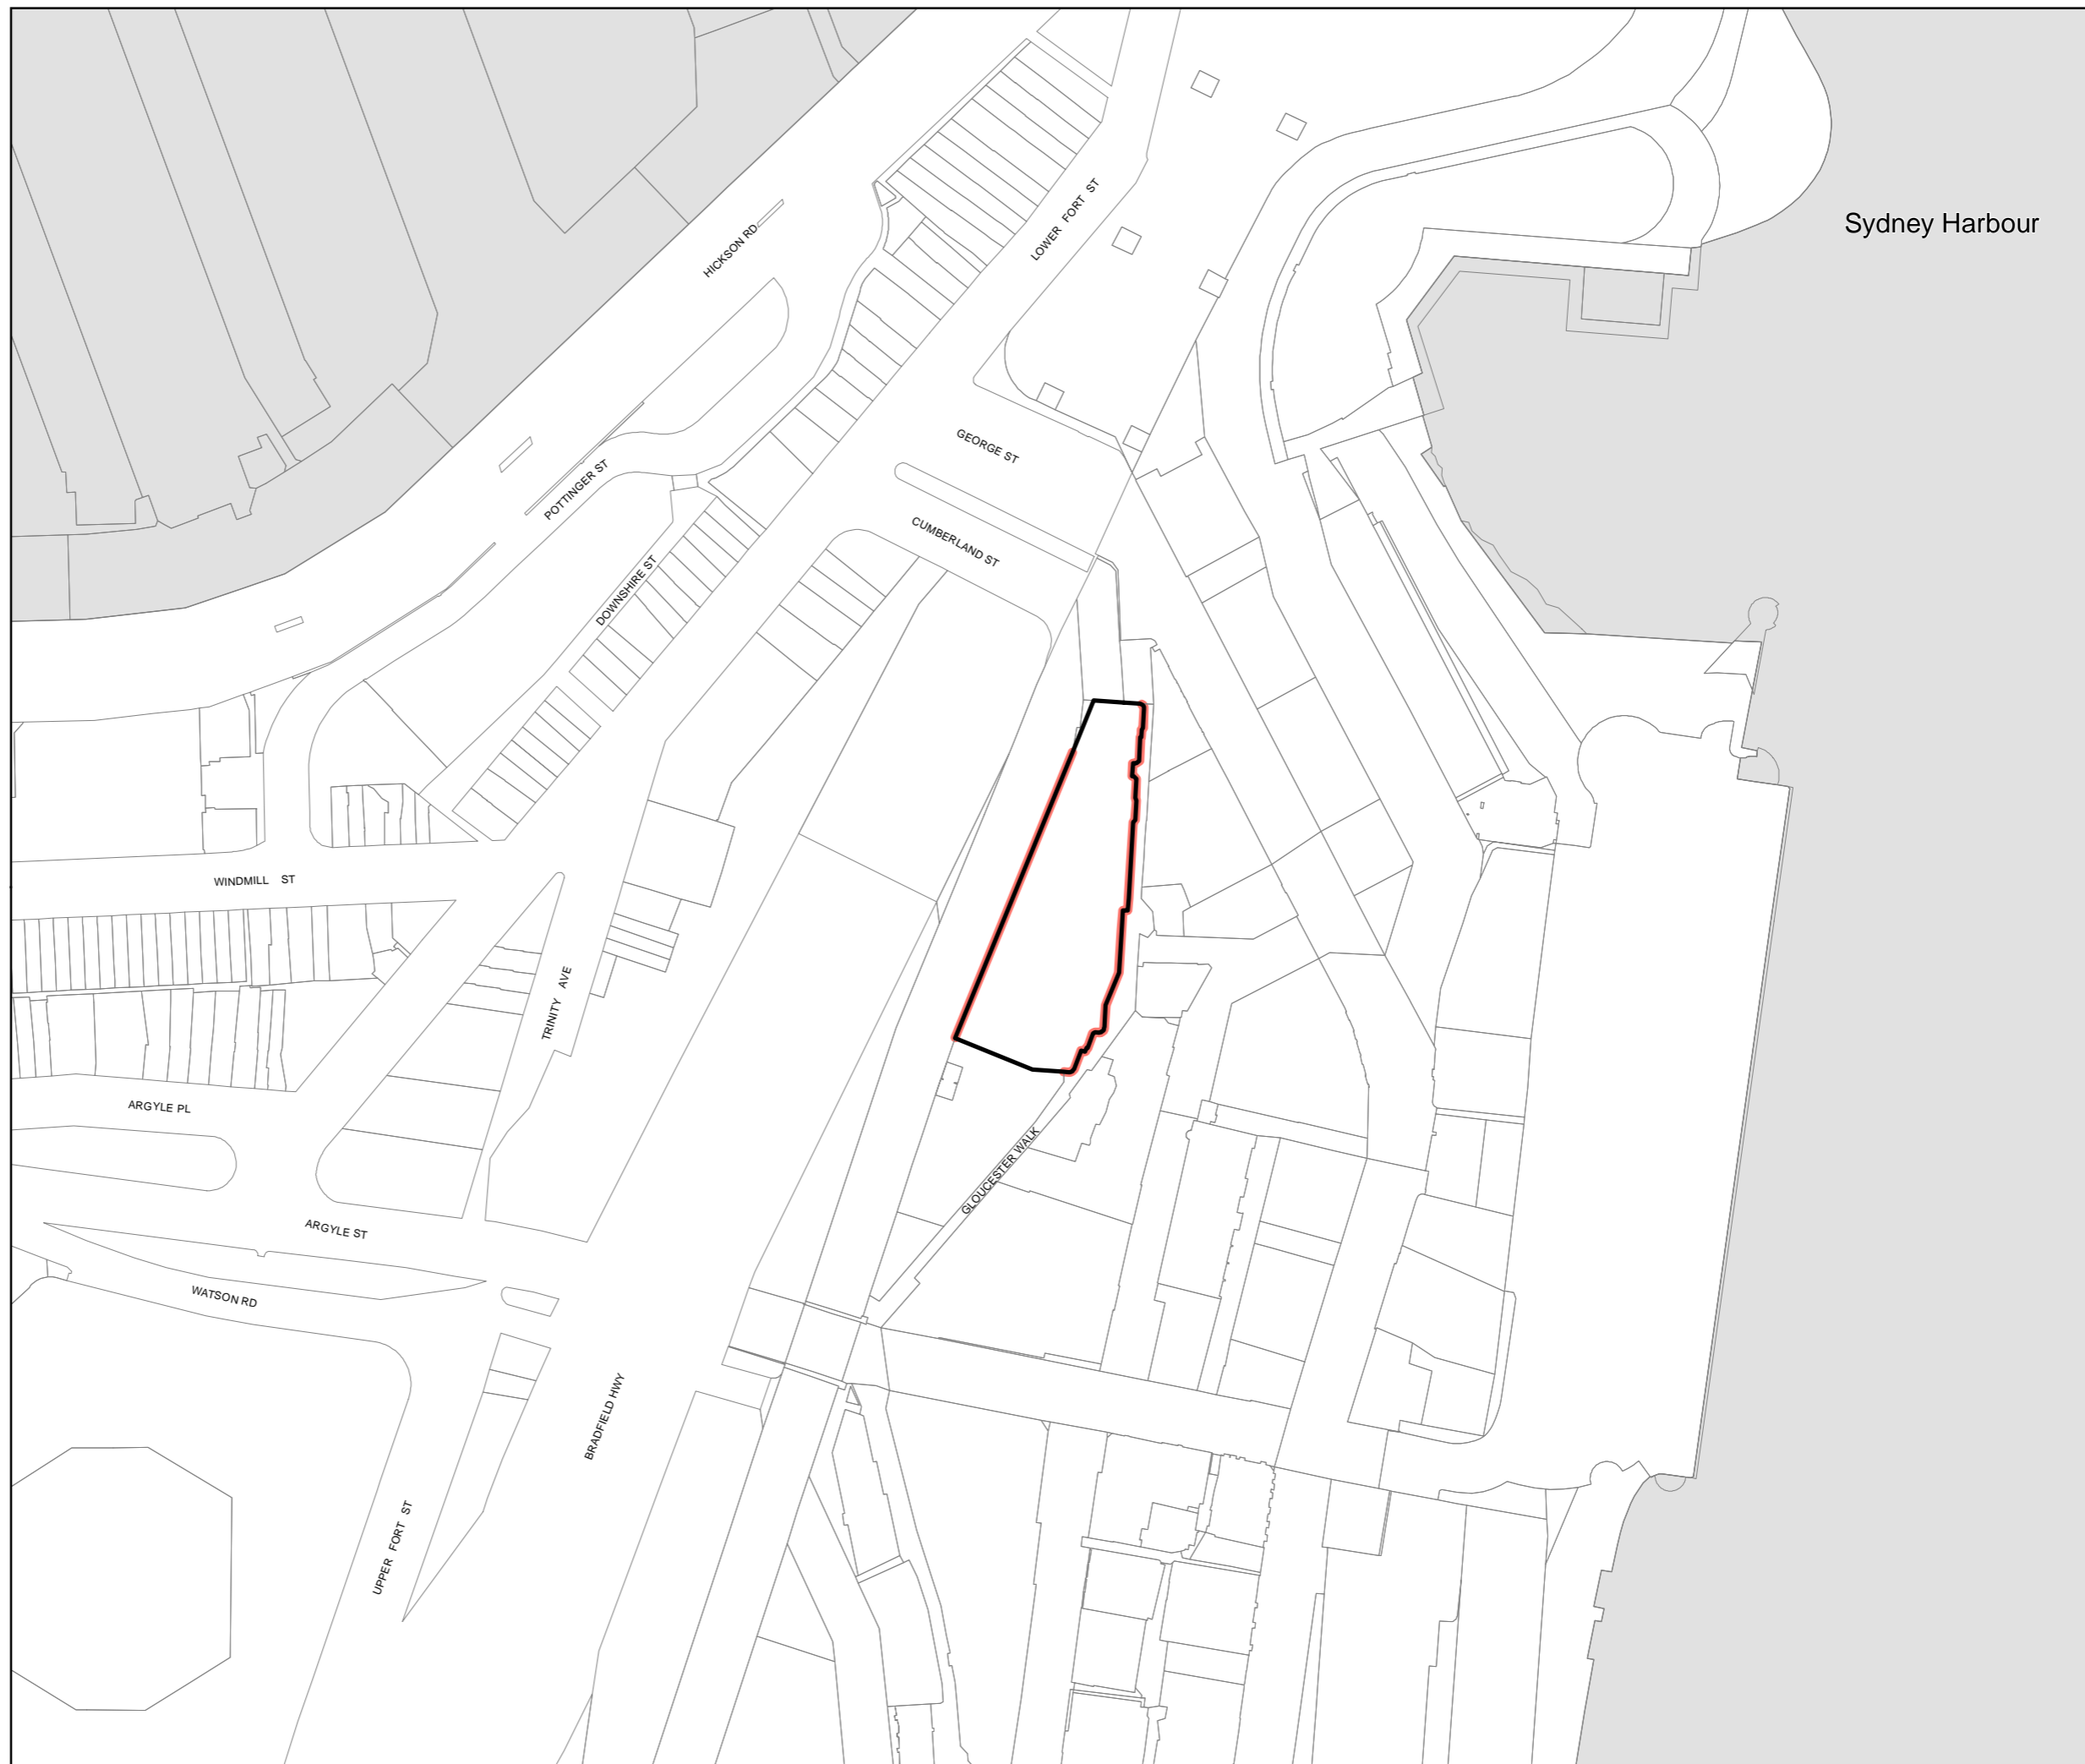 LOWER FORT ST
Sydney Harbour
HICKSON RD
GEORGE ST
POTTINGER ST
CUMBERLAND ST
DOWNSHIRE ST
WINDMILL ST
TRINITY AVE
ARGYLE PL
GLOUCESTER WALK
ARGYLE ST
WATSON RD
BRADFIELD HWY
UPPER FORT ST